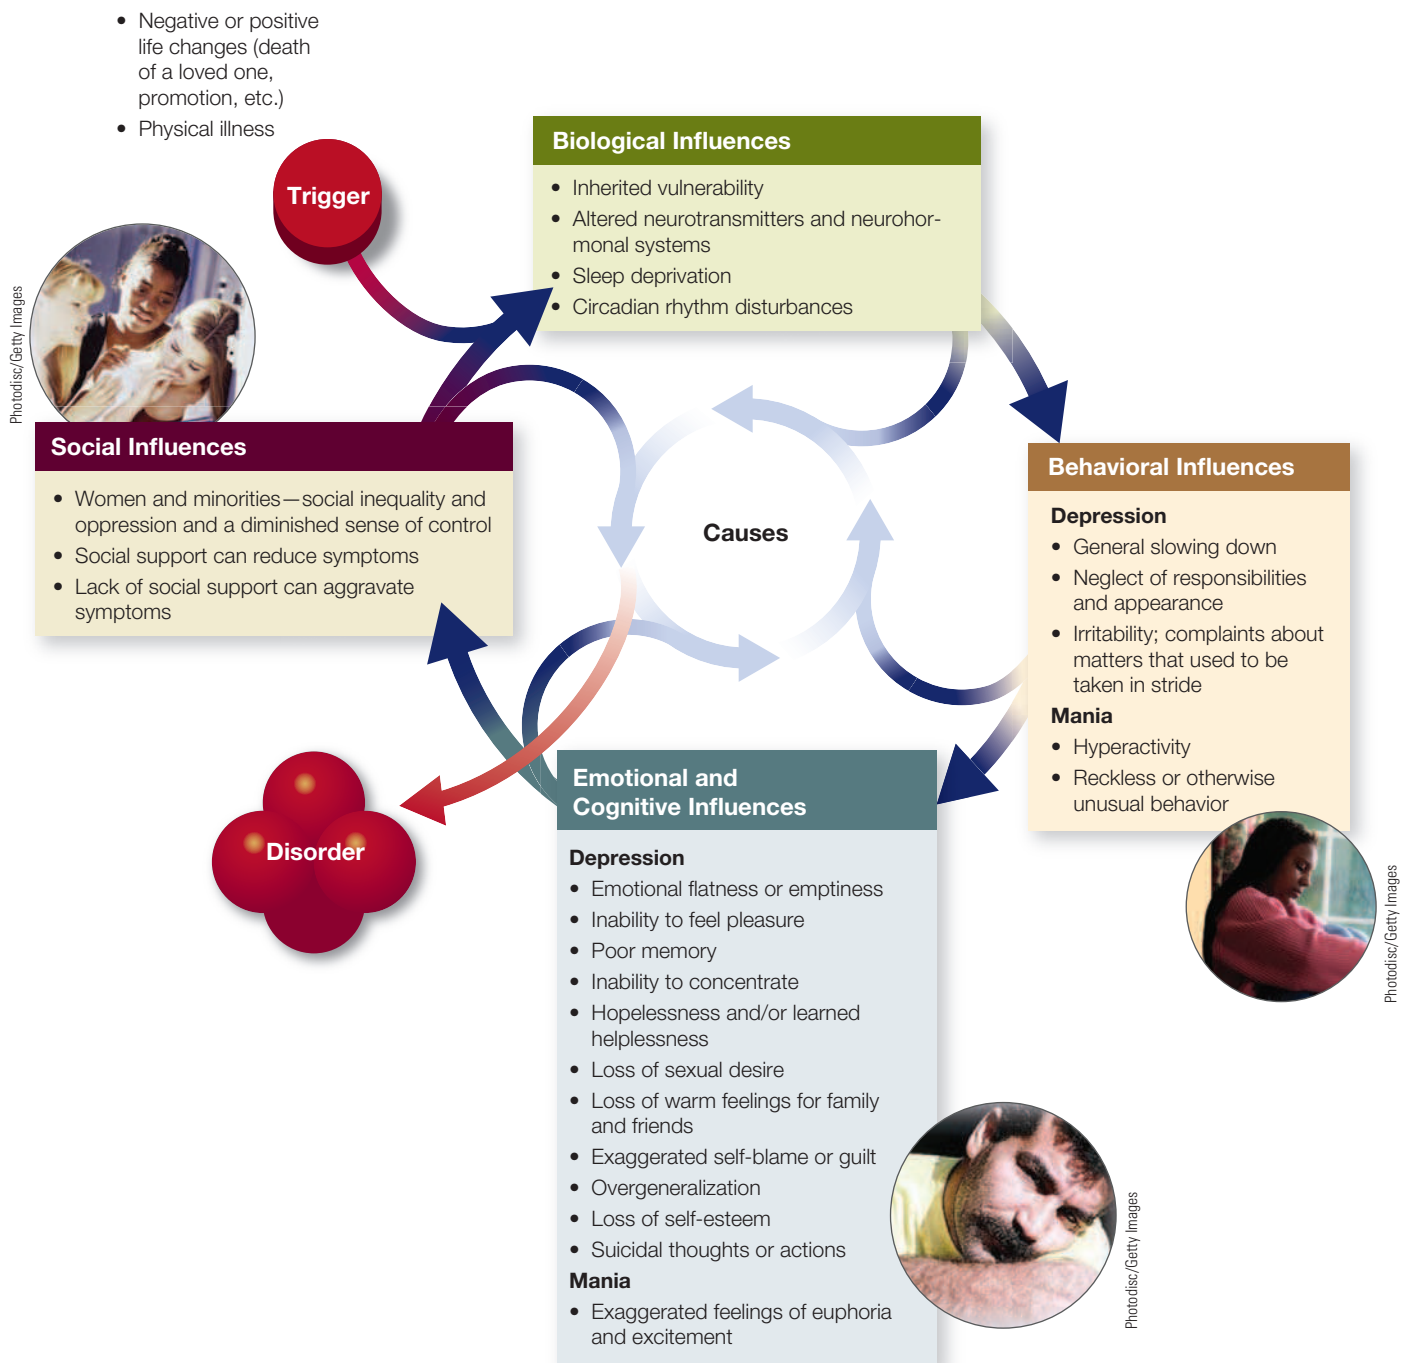 • Negative or positive
life changes (death
of a loved one,
promotion, etc.)
• Physical illness
Trigger
Biological Influences
• Inherited vulnerability
• Altered neurotransmitters and neurohor-
monal systems
• Sleep deprivation
• Circadian rhythm disturbances
Photodisc/Getty Images
Social Influences
• Women and minorities—social inequality and
oppression and a diminished sense of control
• Social support can reduce symptoms
• Lack of social support can aggravate
symptoms
Causes
Behavioral Influences
Depression
• General slowing down
• Neglect of responsibilities
and appearance
• Irritability; complaints about
matters that used to be
taken in stride
Mania
• Hyperactivity
• Reckless or otherwise
unusual behavior
Photodisc/Getty Images
Disorder
Emotional and
Cognitive Influences
Depression
• Emotional flatness or emptiness
• Inability to feel pleasure
• Poor memory
• Inability to concentrate
• Hopelessness and/or learned
helplessness
• Loss of sexual desire
• Loss of warm feelings for family
and friends
• Exaggerated self-blame or guilt
• Overgeneralization
• Loss of self-esteem
• Suicidal thoughts or actions
Mania
• Exaggerated feelings of euphoria
and excitement
Photodisc/Getty Images